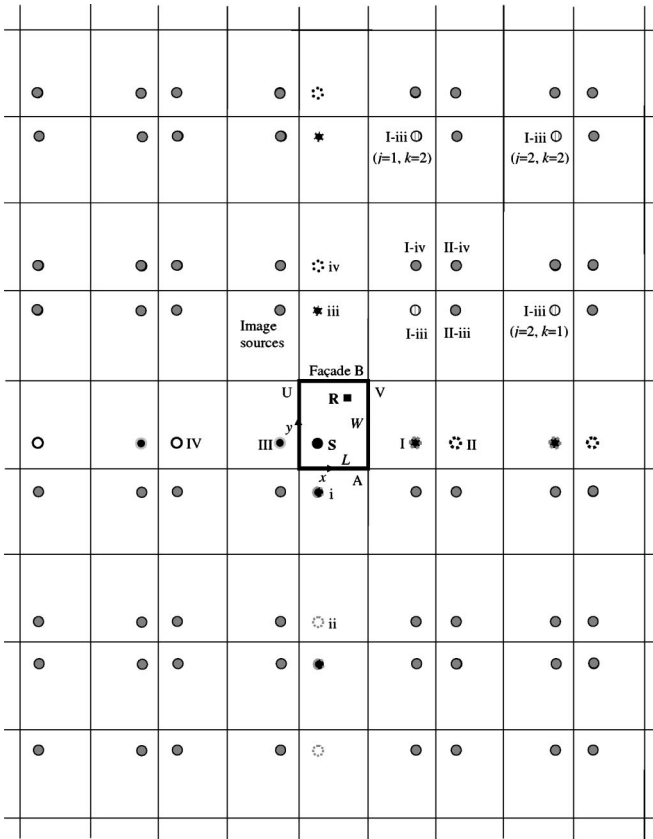 I-iii
(j=1, k=2)
I-iii
(j=2, k=2)
iv
I-iv
II-iv
iii
Image
sources
I-iii
II-iii
I-iii
(j=2, k=1)
Façade B
U
V
R
W
y
IV
III
S
I
II
L
x
A
i
ii